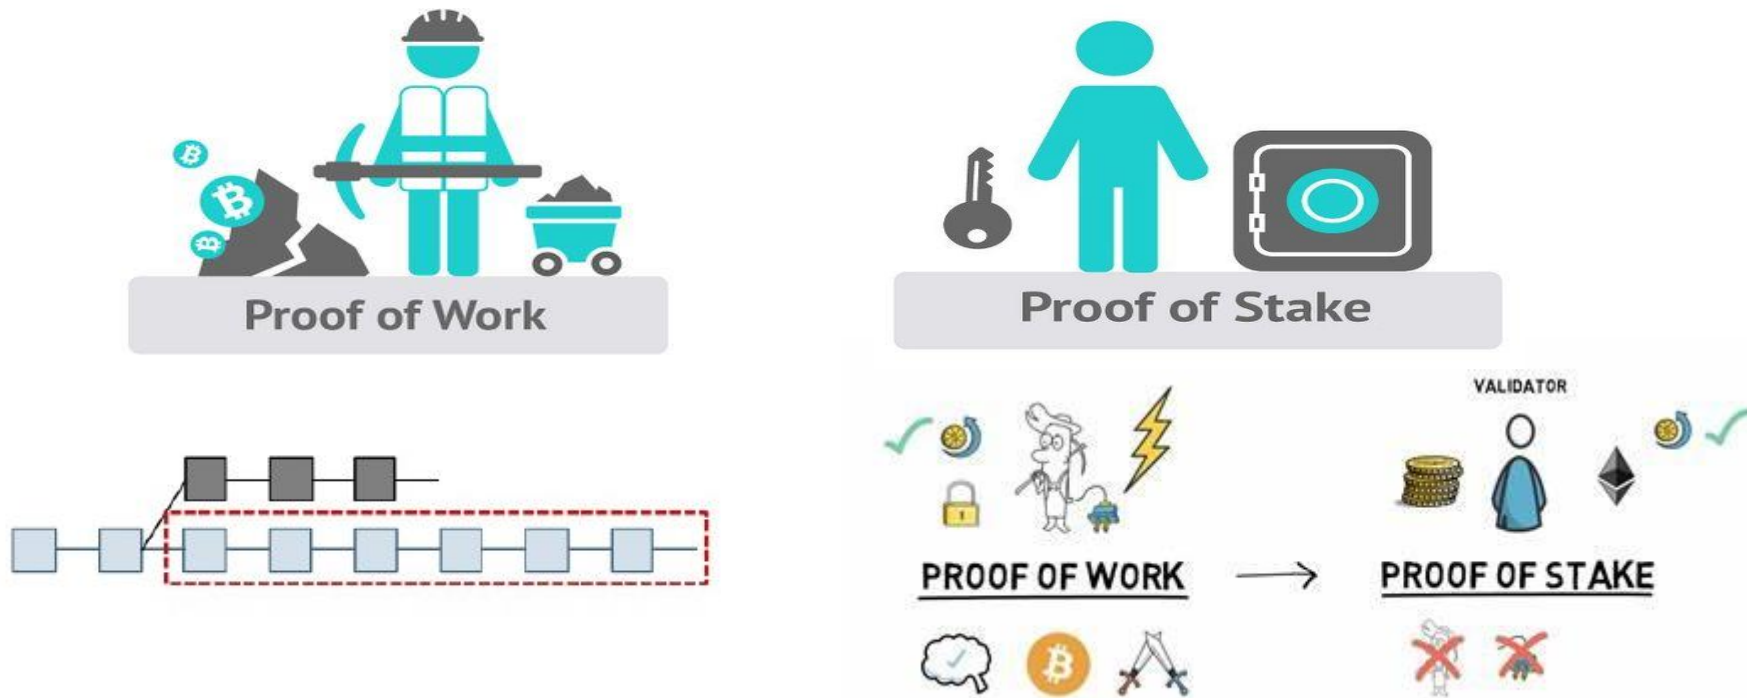 Proof of Work
Proof of Stake
VALIDATOR
PROOF OF WORK
PROOF OF STAKE